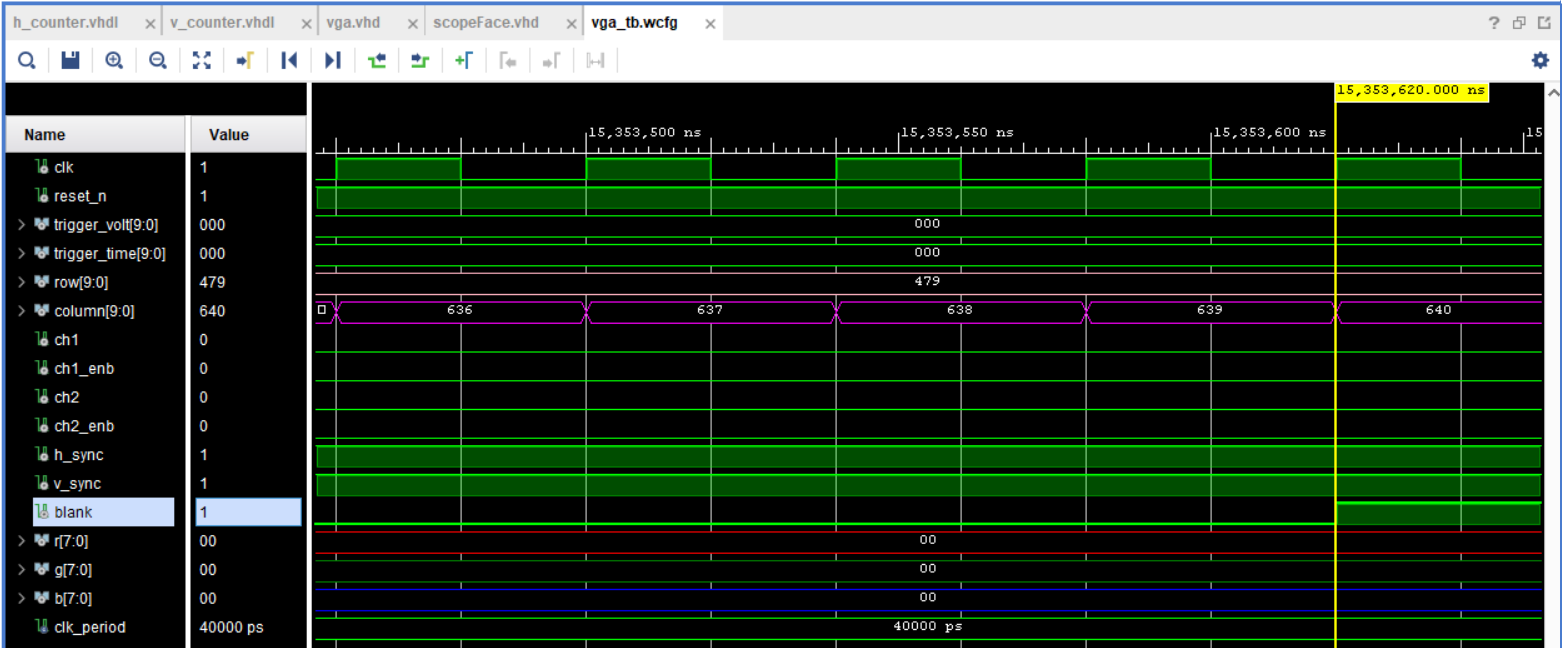 h_counter.vhdl × v_counter.vhdl × vga.vhd × scopeFace.vhd × vga_tb.wcfg × ?
15,353,620.000 ns
Name Value 15,353,500 ns 15,353,550 ns 15,353,600 ns 15
clk 1
reset_n 1
trigger_volt[9:0] 000 000
trigger_time[9:0] 000 000
row[9:0] 479 479
column[9:0] 640 636 637 638 639 640
ch1 0
ch1_enb 0
ch2 0
ch2_enb 0
h_sync 1
v_sync 1
blank 1
r[7:0] 00 00
g[7:0] 00 00
b[7:0] 00 00
clk_period 40000 ps 40000 ps